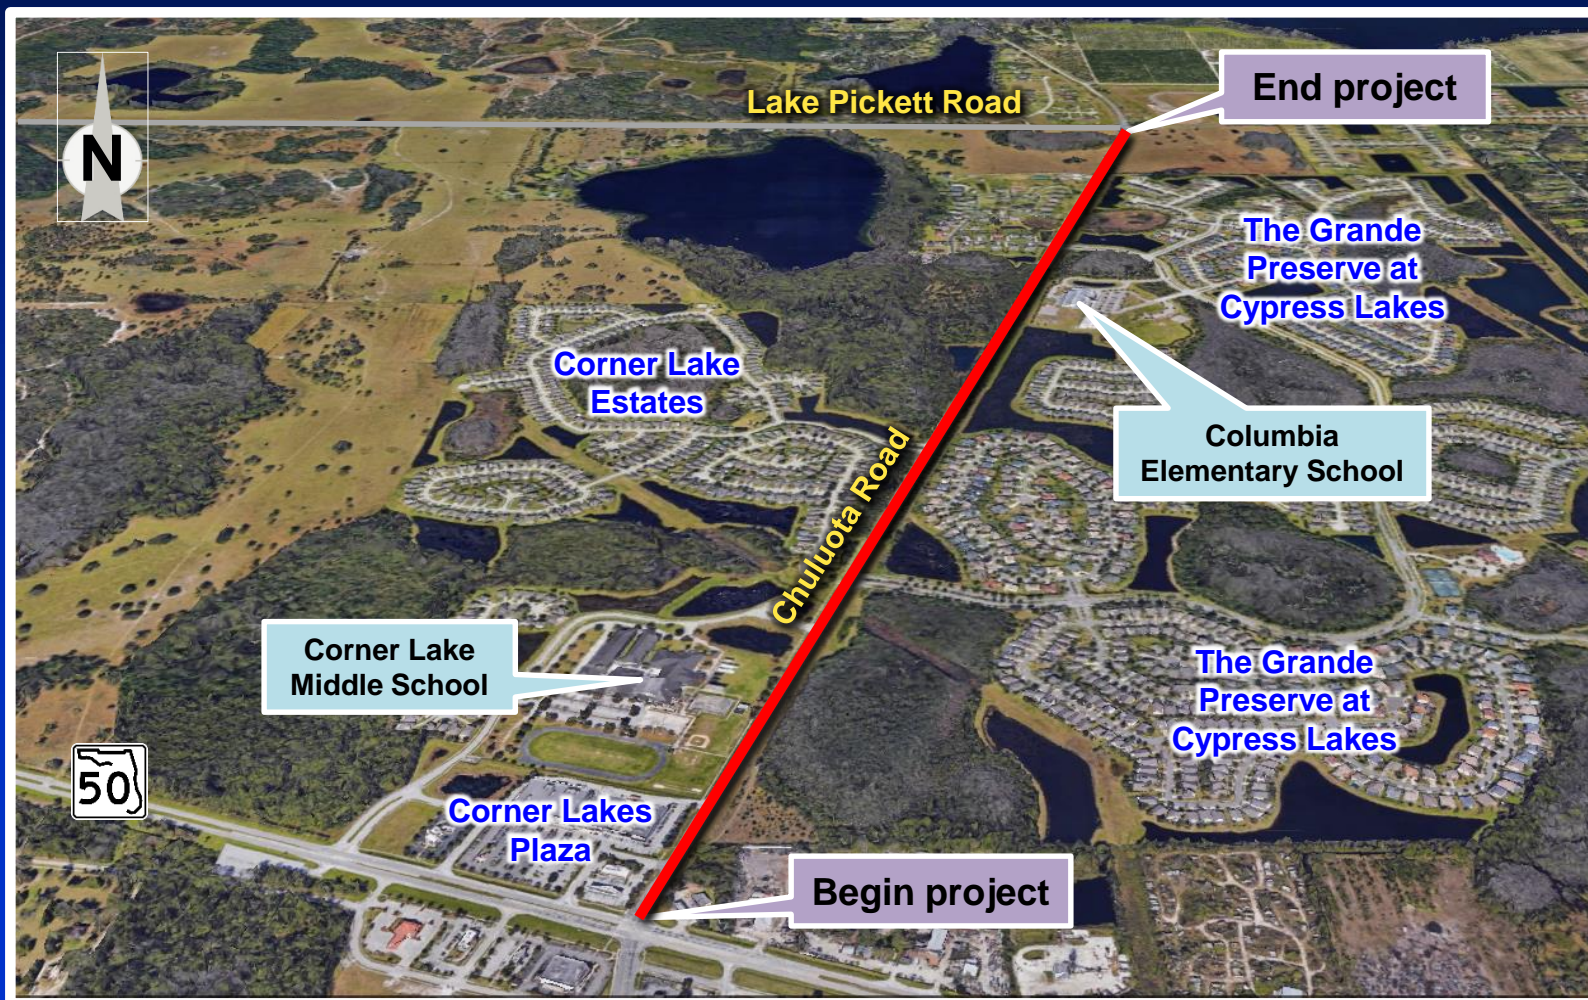 End project
Lake Pickett Road
N
The Grande
Preserve at
Cypress Lakes
Corner Lake
Estates
Columbia
Elementary School
Chuluota Road
Corner Lake
Middle School
The Grande
Preserve at
Cypress Lakes
50
Corner Lakes
Plaza
Begin project